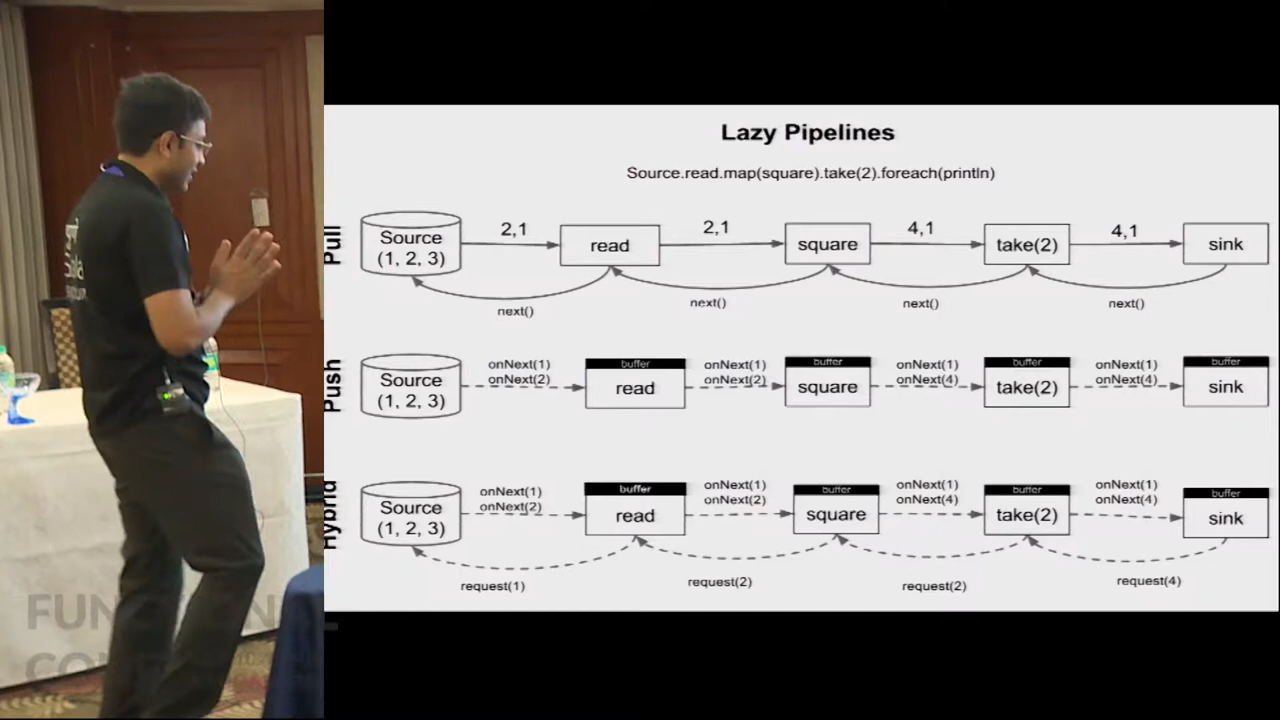 Lazy Pipelines
Source.read.map(square).take(2).foreach(println)
Pull
Source
(1, 2, 3)
2,1
read
2,1
square
4,1
take(2)
4,1
sink
next()
next()
next()
next()
Push
Source
(1, 2, 3)
onNext(1)
onNext(2)
buffer
read
onNext(1)
onNext(2)
buffer
square
onNext(1)
onNext(4)
buffer
take(2)
onNext(1)
onNext(4)
buffer
sink
Hybrid
Source
(1, 2, 3)
onNext(1)
onNext(2)
buffer
read
onNext(1)
onNext(2)
buffer
square
onNext(1)
onNext(4)
buffer
take(2)
onNext(1)
onNext(4)
buffer
sink
request(1)
request(2)
request(2)
request(4)